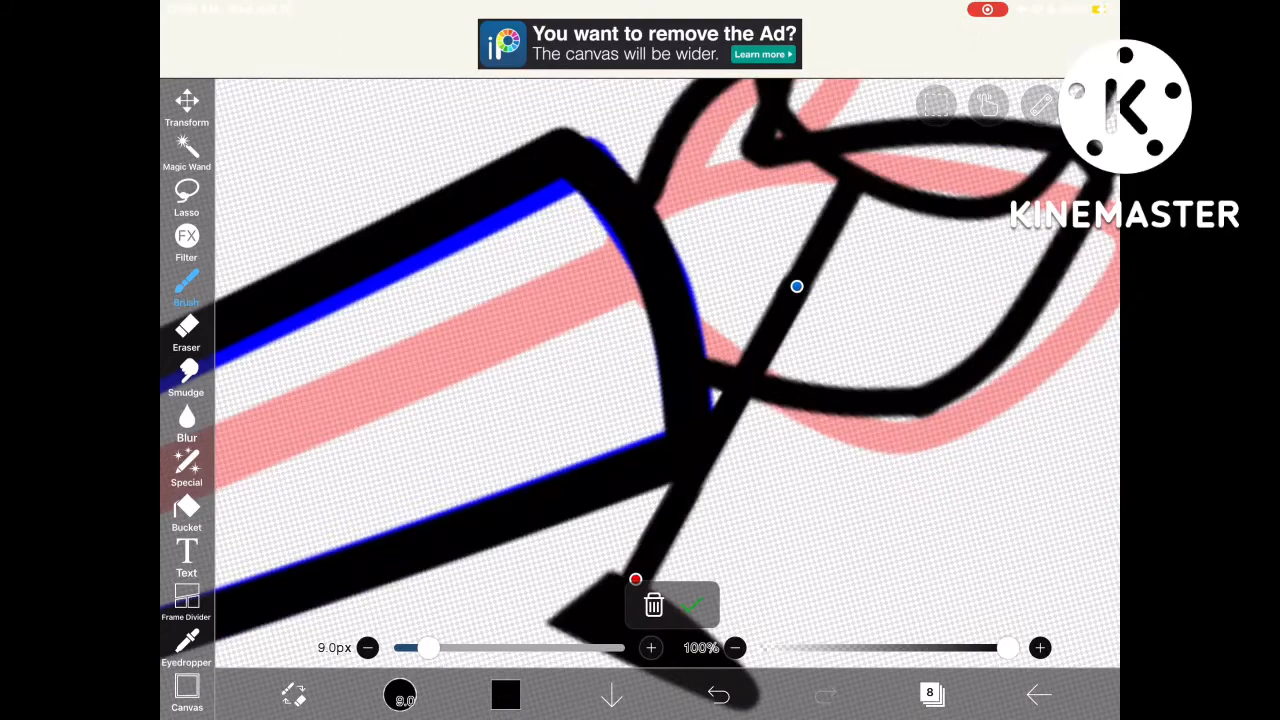 You want to remove the Ad?
The canvas will be wider.
Learn more
iP
K
KINEMASTER
Transform
Magic Wand
Lasso
FX
Filter
Brush
Eraser
Smudge
Blur
Special
Bucket
T
Text
Frame Divider
Eyedropper
Canvas
9.0px
100%
9.0
8